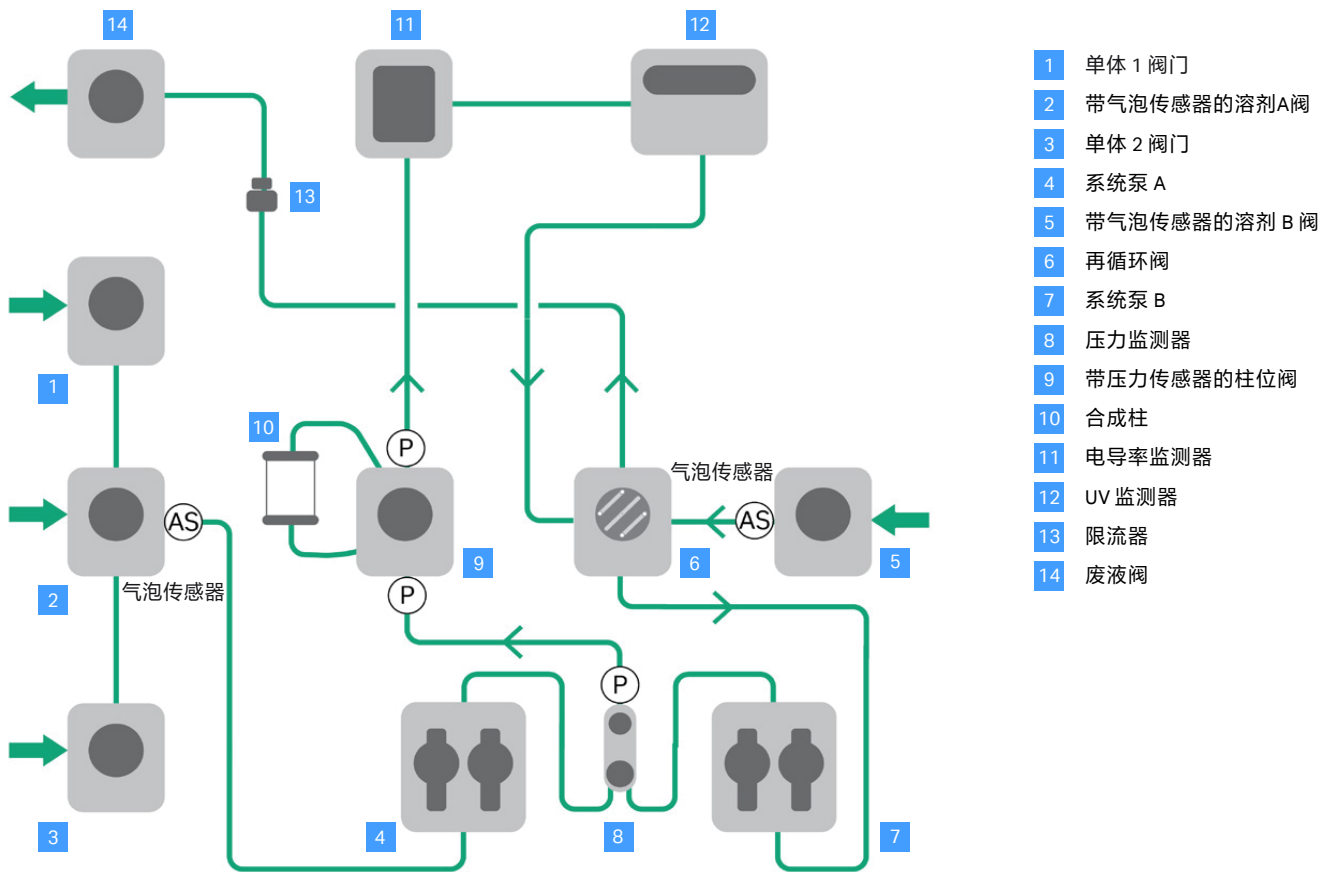 14
11
12
13
1
10
P
气泡传感器
AS
AS
9
6
5
2
气泡传感器
P
P
3
4
8
7
1 单体 1 阀门
2 带气泡传感器的溶剂A阀
3 单体 2 阀门
4 系统泵 A
5 带气泡传感器的溶剂 B 阀
6 再循环阀
7 系统泵 B
8 压力监测器
9 带压力传感器的柱位阀
10 合成柱
11 电导率监测器
12 UV 监测器
13 限流器
14 废液阀